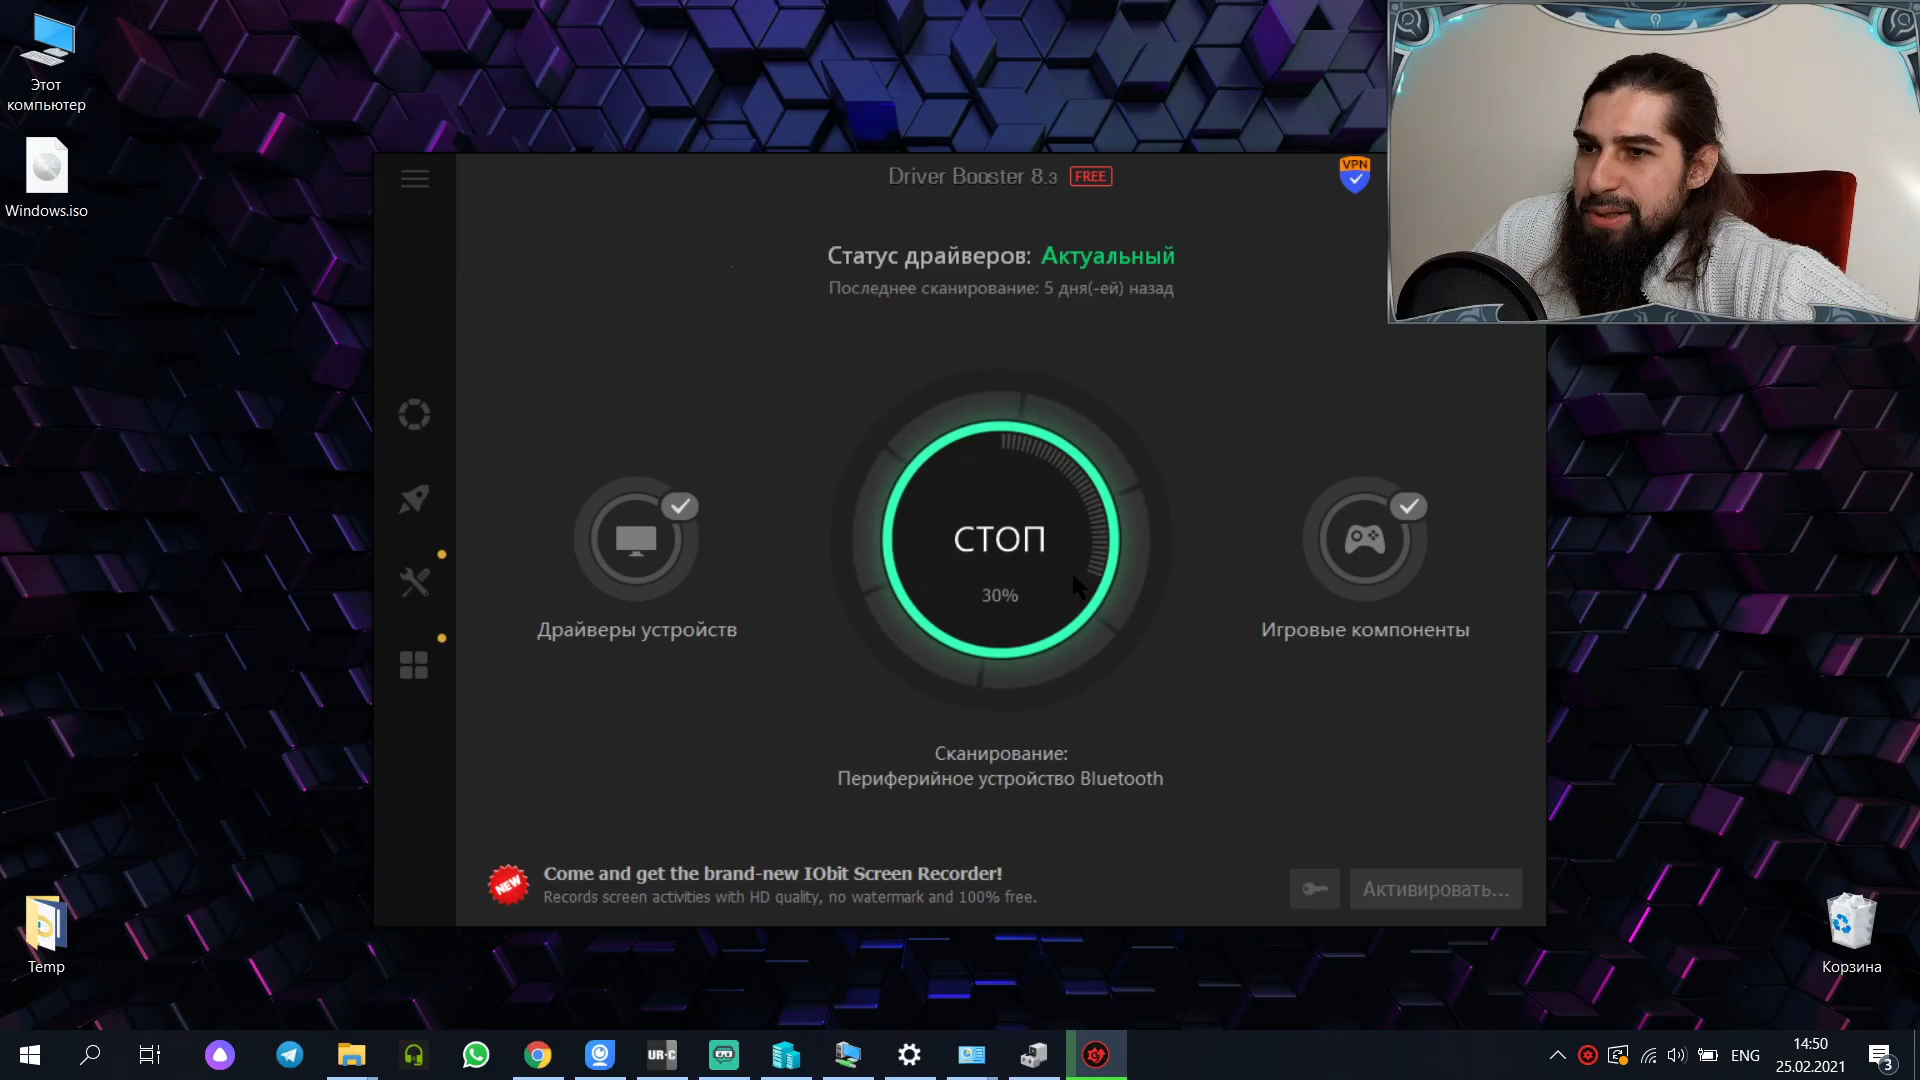 Этот
компьютер
Windows.iso
Driver Booster 8.3 FREE
VPN
Статус драйверов: Актуальный
Последнее сканирование: 5 дня(-ей) назад
СТОП
30%
Драйверы устройств
Игровые компоненты
Сканирование:
Периферийное устройство Bluetooth
NEW
Come and get the brand-new IObit Screen Recorder!
Records screen activities with HD quality, no watermark and 100% free.
Активировать...
Temp
Корзина
UR-C
ENG
14:50
25.02.2021
3